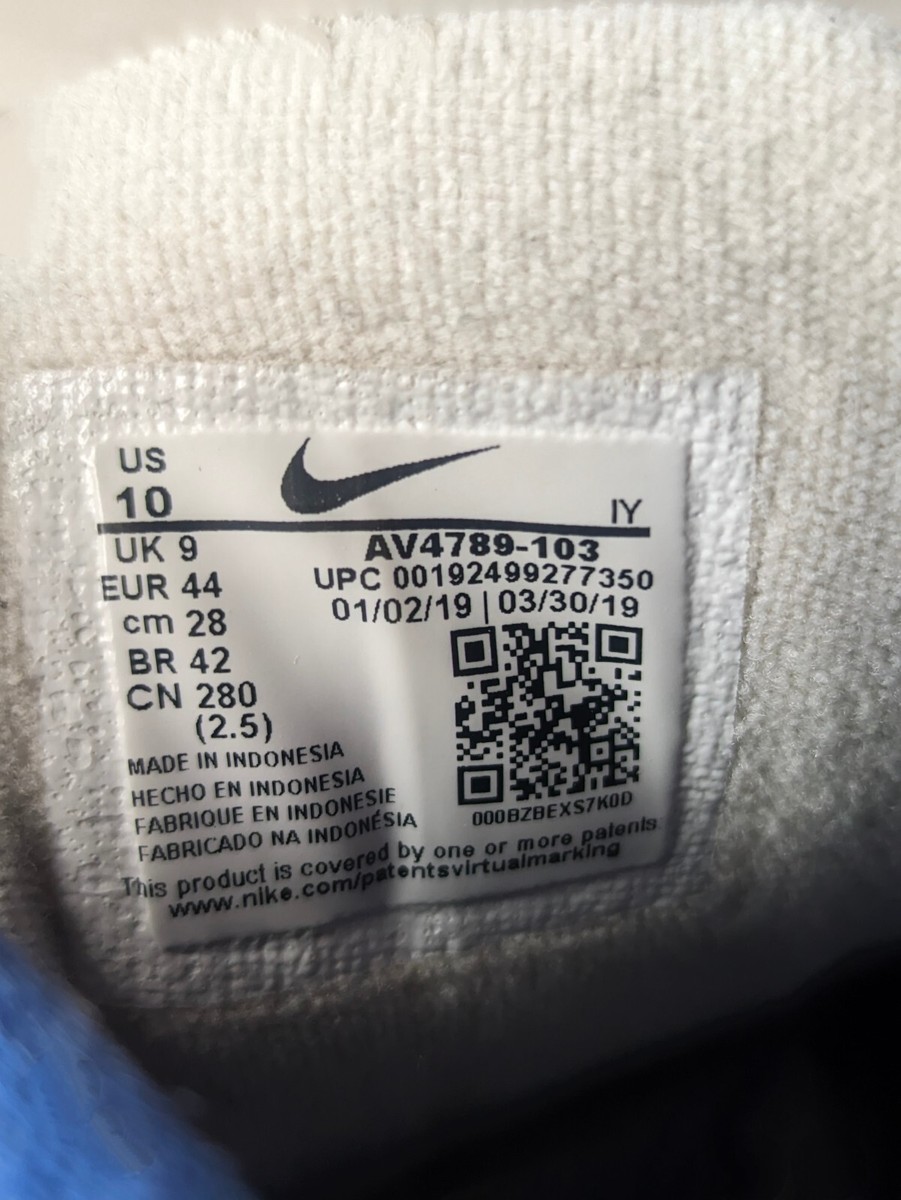 US
10
IY
UK 9
EUR 44
cm 28
BR 42
CN 280
(2.5)
AV4789-103
UPC 00192499277350
01/02/19 | 03/30/19
000BZBEXS7K0D
MADE IN INDONESIA
HECHO EN INDONESIA
FABRIQUE EN INDONESIE
FABRICADO NA INDONÉSIA
This product is covered by one or more patents.
www.nike.com/patentsvirtualmarking